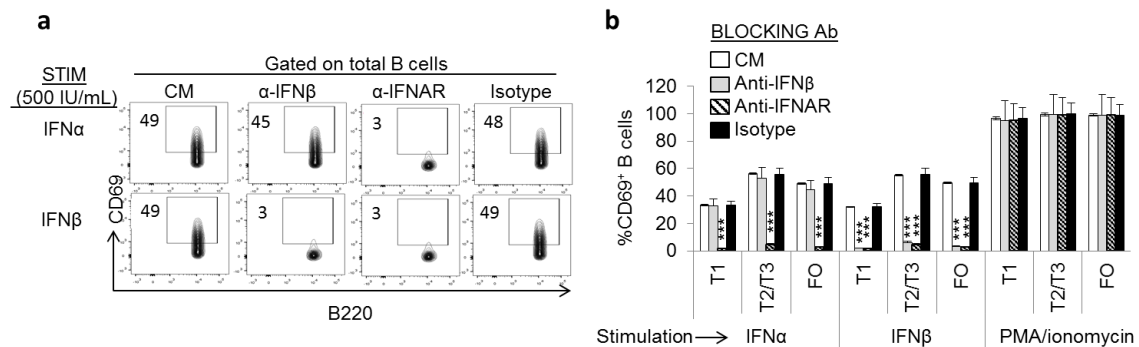 a
STIM
(500 IU/mL)
Gated on total B cells
CM
α-IFNβ
α-IFNAR
Isotype
IFNα
49
45
3
48
IFNβ
49
3
3
49
CD69
B220
b
BLOCKING Ab
CM
Anti-IFNβ
Anti-IFNAR
Isotype
%CD69+ B cells
120
100
80
60
40
20
0
***
***
***
***
***
***
***
***
***
T1
T2/T3
FO
T1
T2/T3
FO
T1
T2/T3
FO
Stimulation
IFNα
IFNβ
PMA/ionomycin